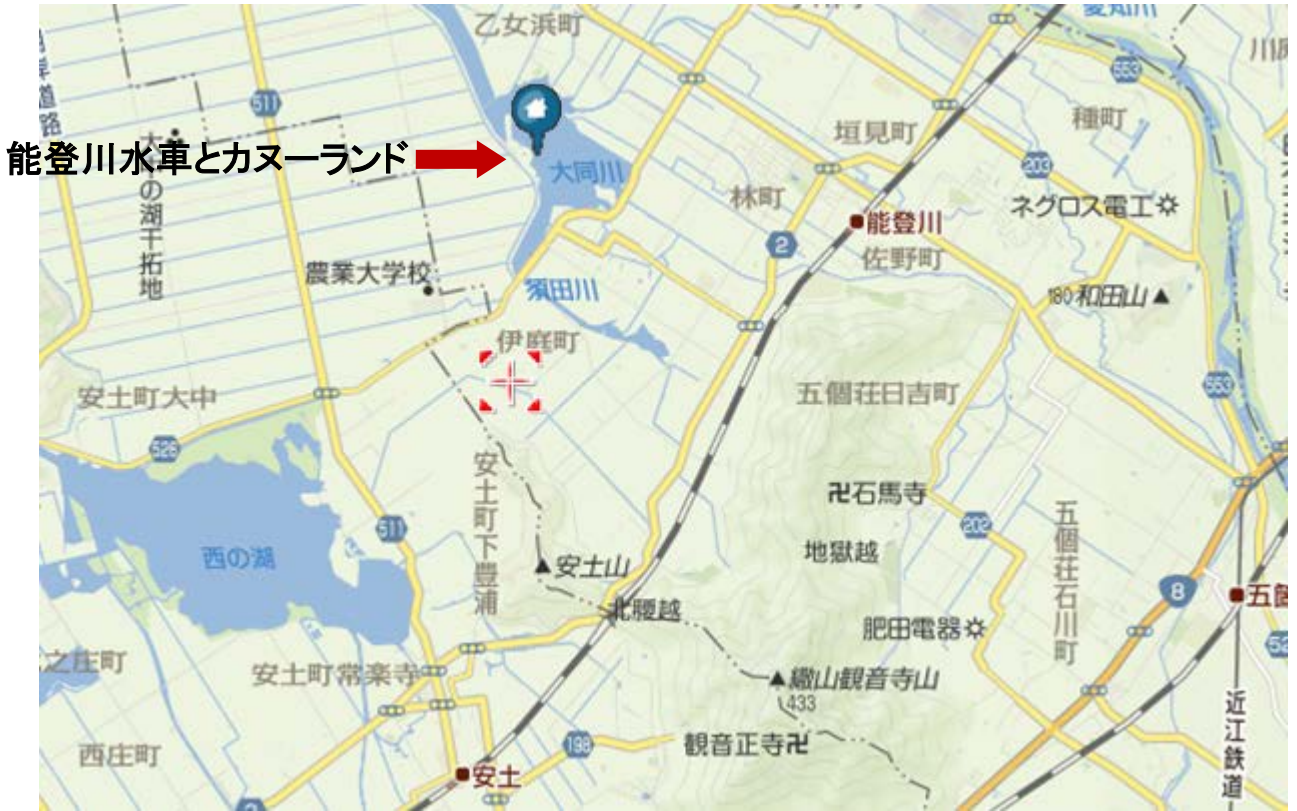 乙女浜町
愛知川
511
553
種町
垣見町
能登川水車とカヌーランド
大同川
203
林町
ネグロス電工
能登川
2
佐野町
農業大学校
須田川
180 和田山
伊庭町
安土町大中
五個荘日吉町
553
526
安土町下豊浦
石馬寺
202
五個荘石川町
511
西の湖
地獄越
安土山
8
北腰越
肥田電器
安土町常楽寺
繖山観音寺山
433
近江鉄道
西庄町
198
観音正寺
安土
2